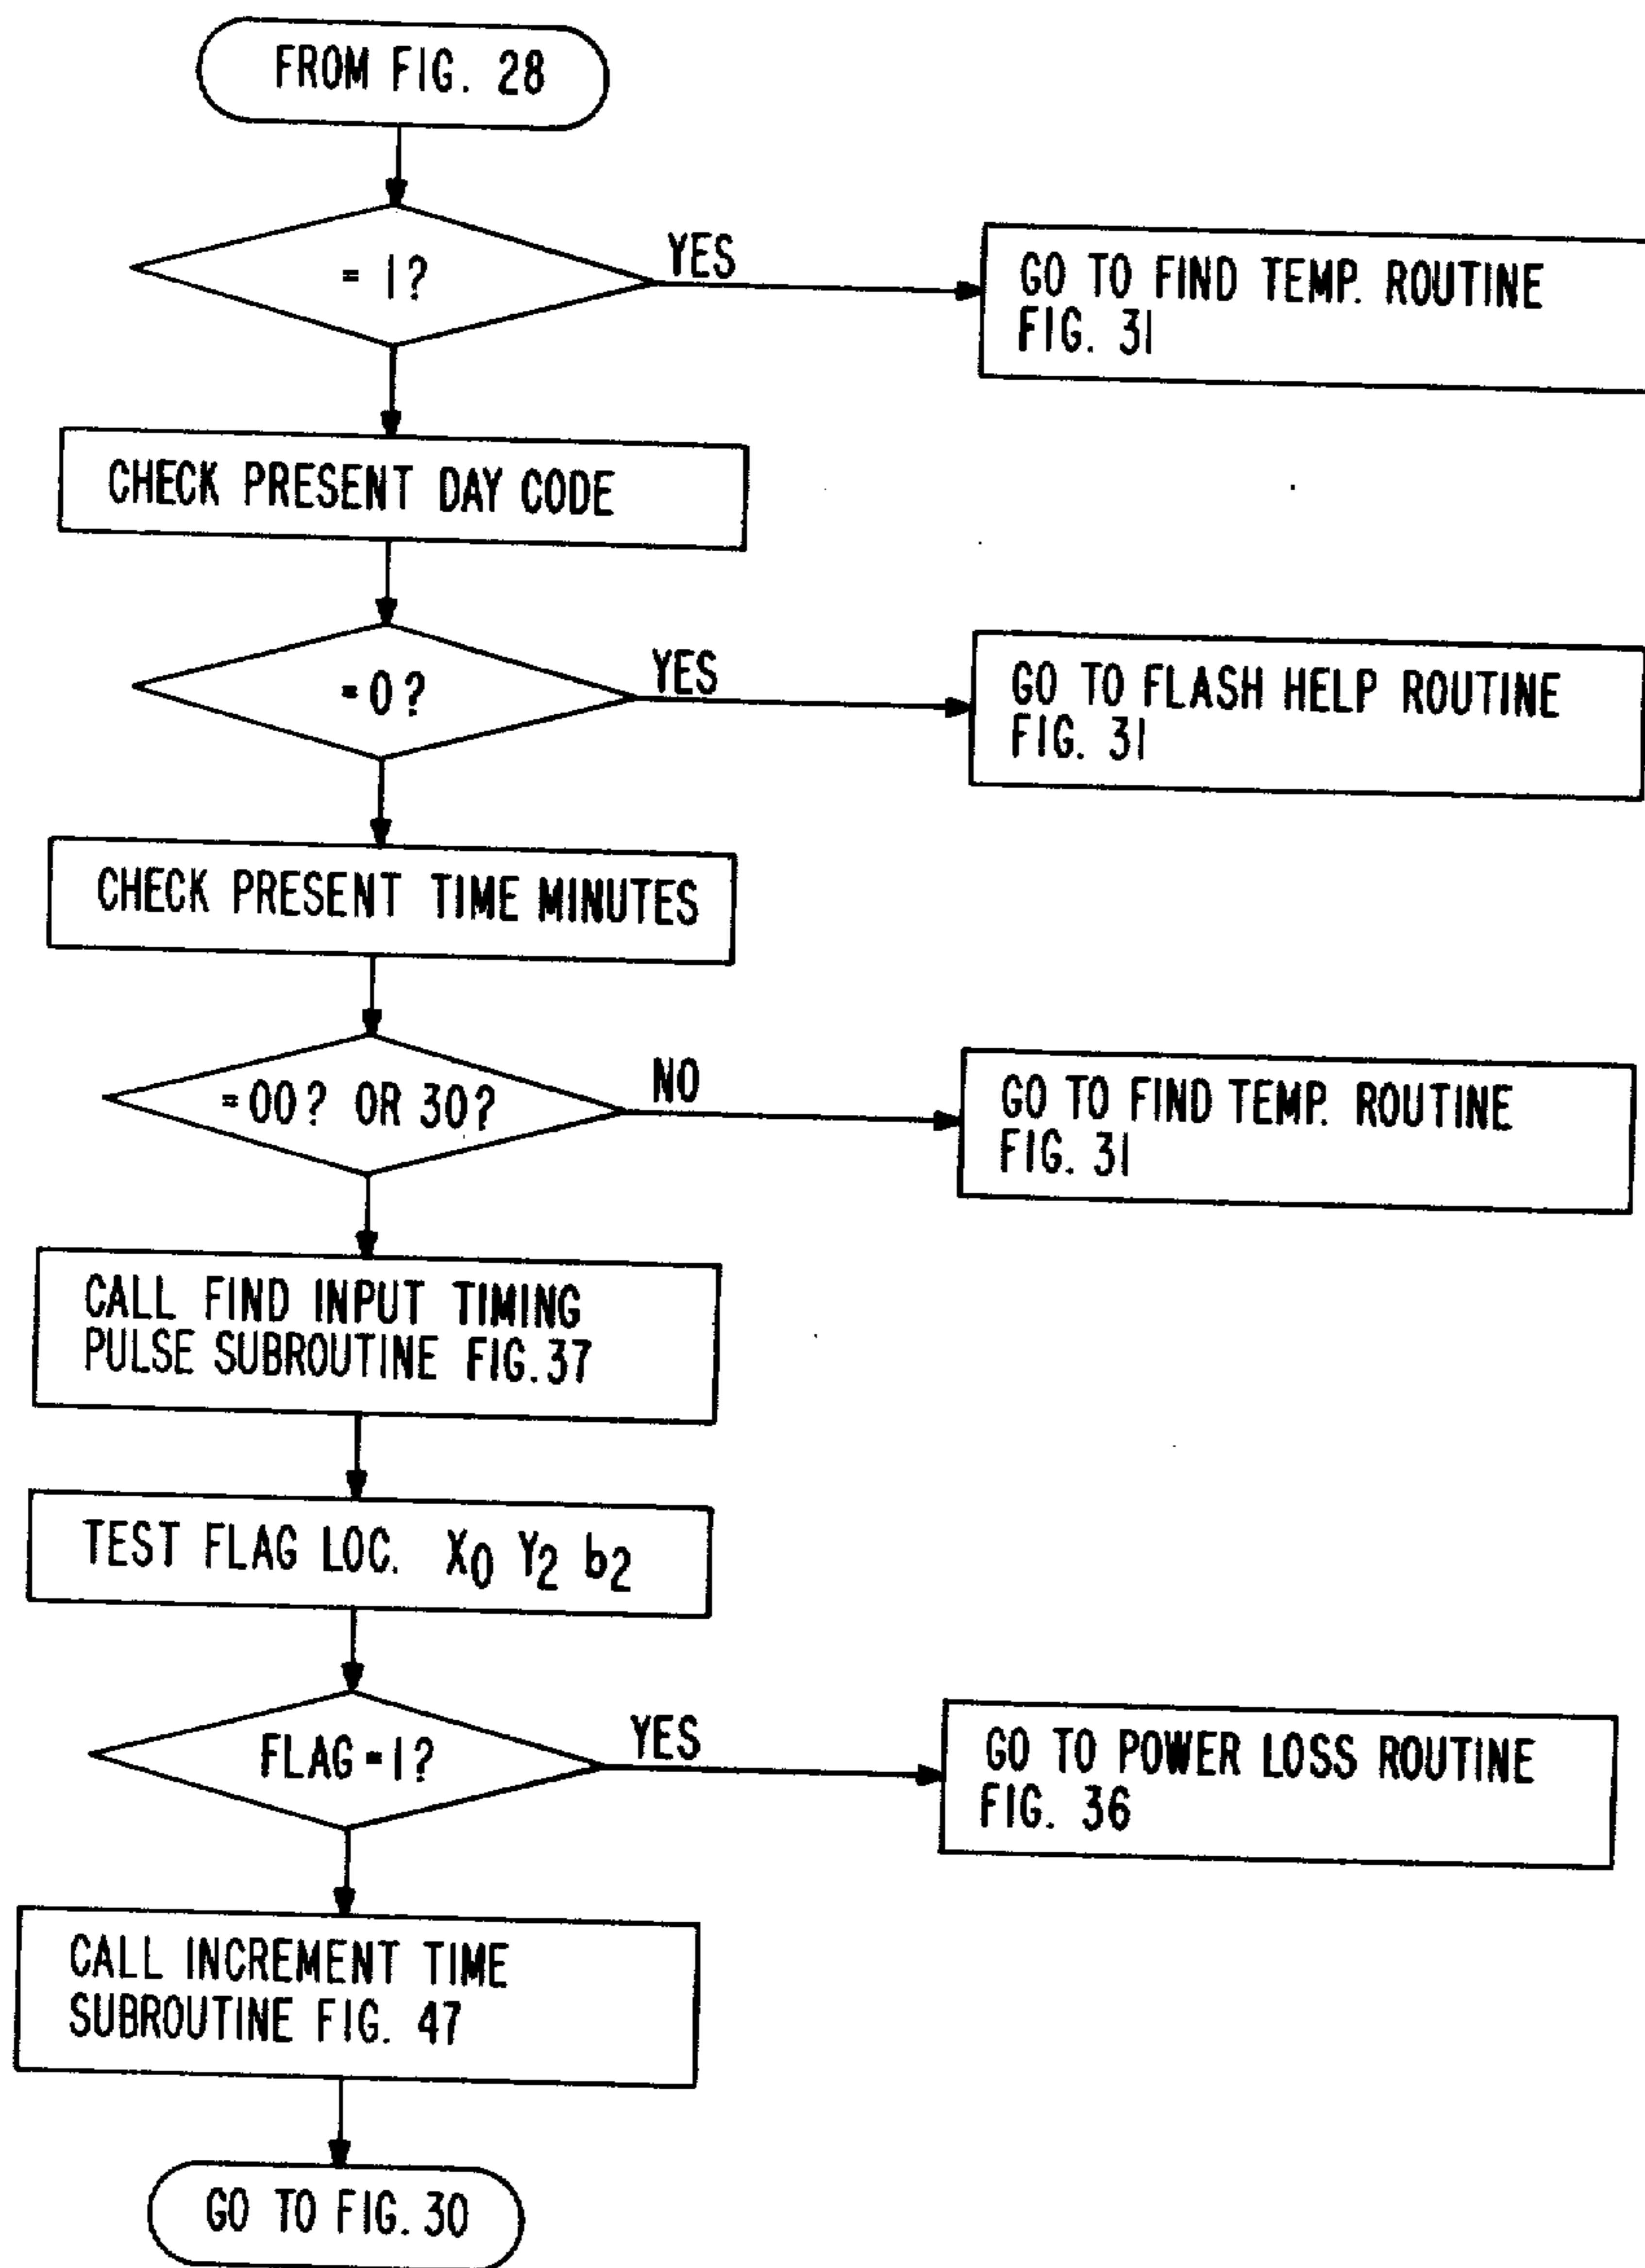 FROM FIG. 28
= 1?
YES
GO TO FIND TEMP. ROUTINE
FIG. 31
CHECK PRESENT DAY CODE
= 0?
YES
GO TO FLASH HELP ROUTINE
FIG. 31
CHECK PRESENT TIME MINUTES
= 00? OR 30?
NO
GO TO FIND TEMP. ROUTINE
FIG. 31
CALL FIND INPUT TIMING
PULSE SUBROUTINE FIG. 37
TEST FLAG LOC. X0 Y2 b2
FLAG = 1?
YES
GO TO POWER LOSS ROUTINE
FIG. 36
CALL INCREMENT TIME
SUBROUTINE FIG. 47
GO TO FIG. 30